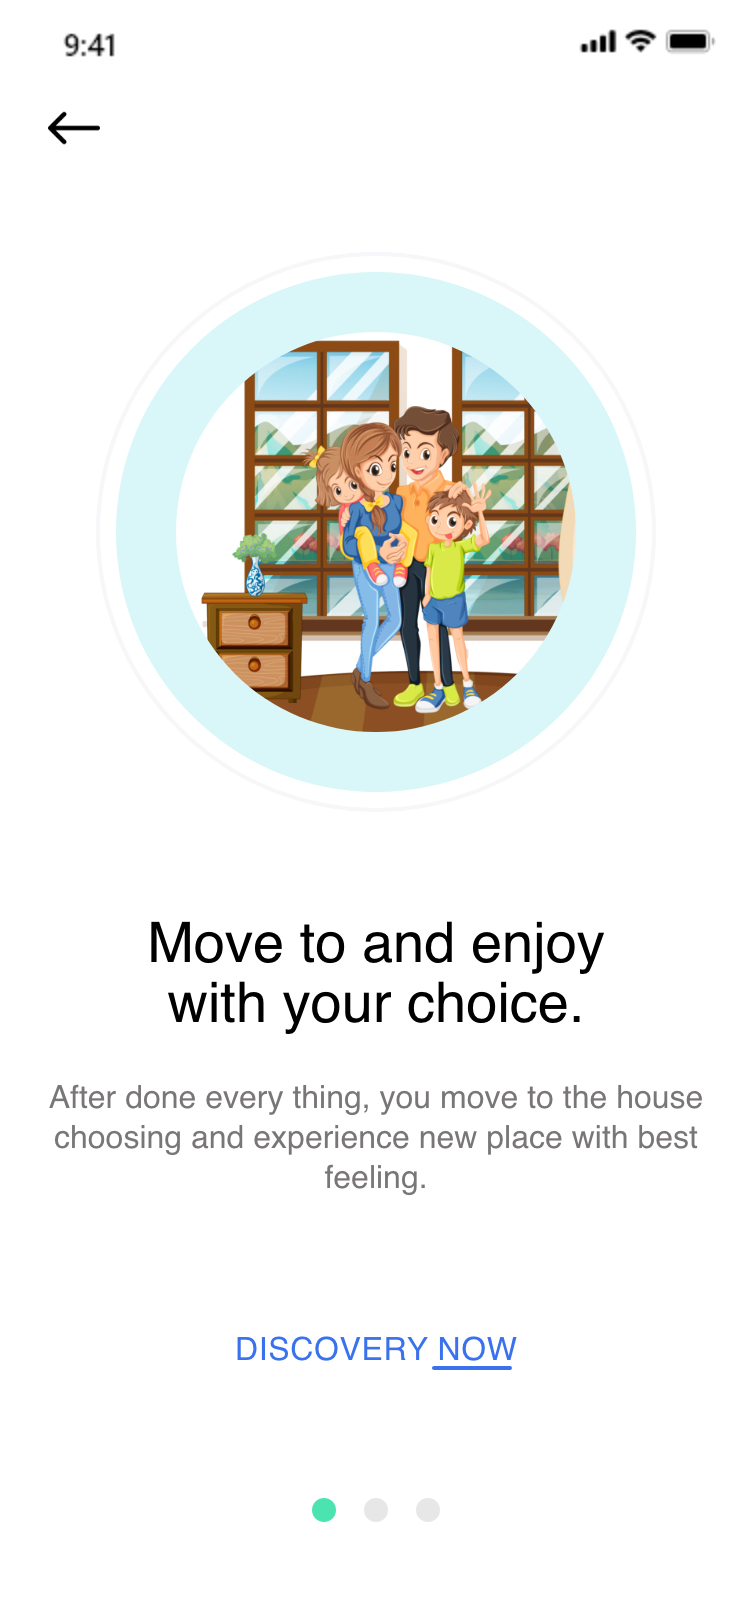 9:41
Move to and enjoy
with your choice.
After done every thing, you move to the house
choosing and experience new place with best
feeling.
DISCOVERY NOW